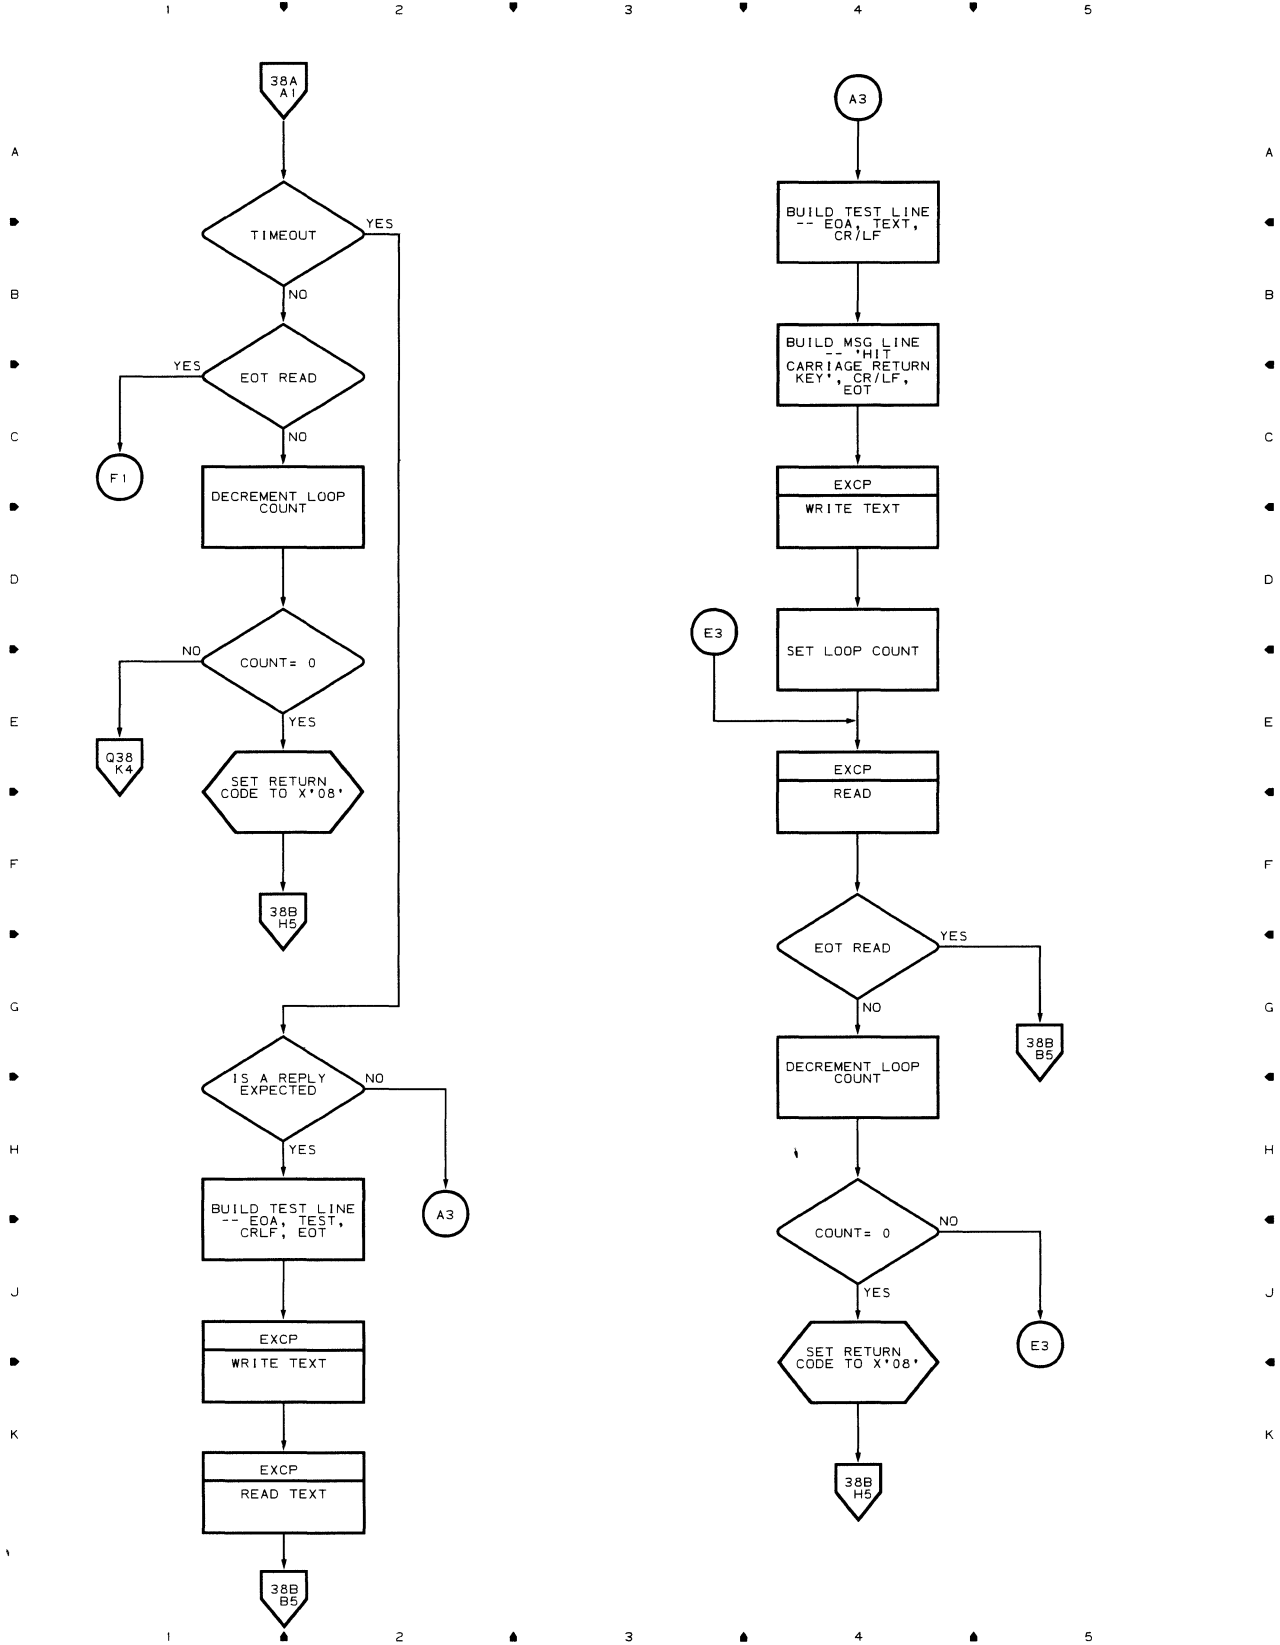 1 2 3 4 5
38A
A1
A
TIMEOUT
YES
NO
B
YES
EOT READ
NO
C
F1
DECREMENT LOOP
COUNT
D
NO
COUNT= 0
YES
E
Q38
K4
SET RETURN
CODE TO X'08'
F
38B
H5
G
IS A REPLY
EXPECTED
NO
YES
H
BUILD TEST LINE
-- EOA, TEST,
CRLF, EOT
A3
J
EXCP
WRITE TEXT
K
EXCP
READ TEXT
38B
B5
A3
A
BUILD TEST LINE
-- EOA, TEXT,
CR/LF
B
BUILD MSG LINE
-- 'HIT
CARRIAGE RETURN
KEY', CR/LF,
EOT
C
EXCP
WRITE TEXT
D
E3
SET LOOP COUNT
E
EXCP
READ
F
EOT READ
YES
NO
G
38B
B5
DECREMENT LOOP
COUNT
H
COUNT= 0
NO
YES
J
SET RETURN
CODE TO X'08'
E3
K
38B
H5
1 2 3 4 5